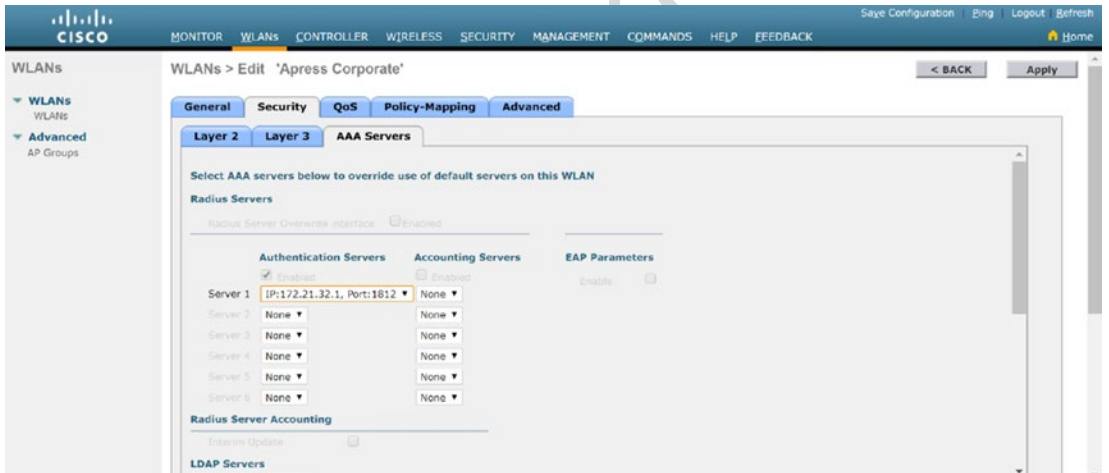 Save Configuration Ping Logout Refresh
CISCO
MONITOR WLANs CONTROLLER WIRELESS SECURITY MANAGEMENT COMMANDS HELP FEEDBACK
Home
WLANs
WLANs > Edit 'Apress Corporate'
< BACK
Apply
WLANs
WLANs
Advanced
AP Groups
General Security QoS Policy-Mapping Advanced
Layer 2 Layer 3 AAA Servers
Select AAA servers below to override use of default servers on this WLAN
Radius Servers
Radius Server Overwrite interface Enabled
Authentication Servers Accounting Servers EAP Parameters
Enabled Enabled Enable
Server 1 IP:172.21.32.1, Port:1812 None
Server 2 None None
Server 3 None None
Server 4 None None
Server 5 None None
Server 6 None None
Radius Server Accounting
Interim Update
LDAP Servers